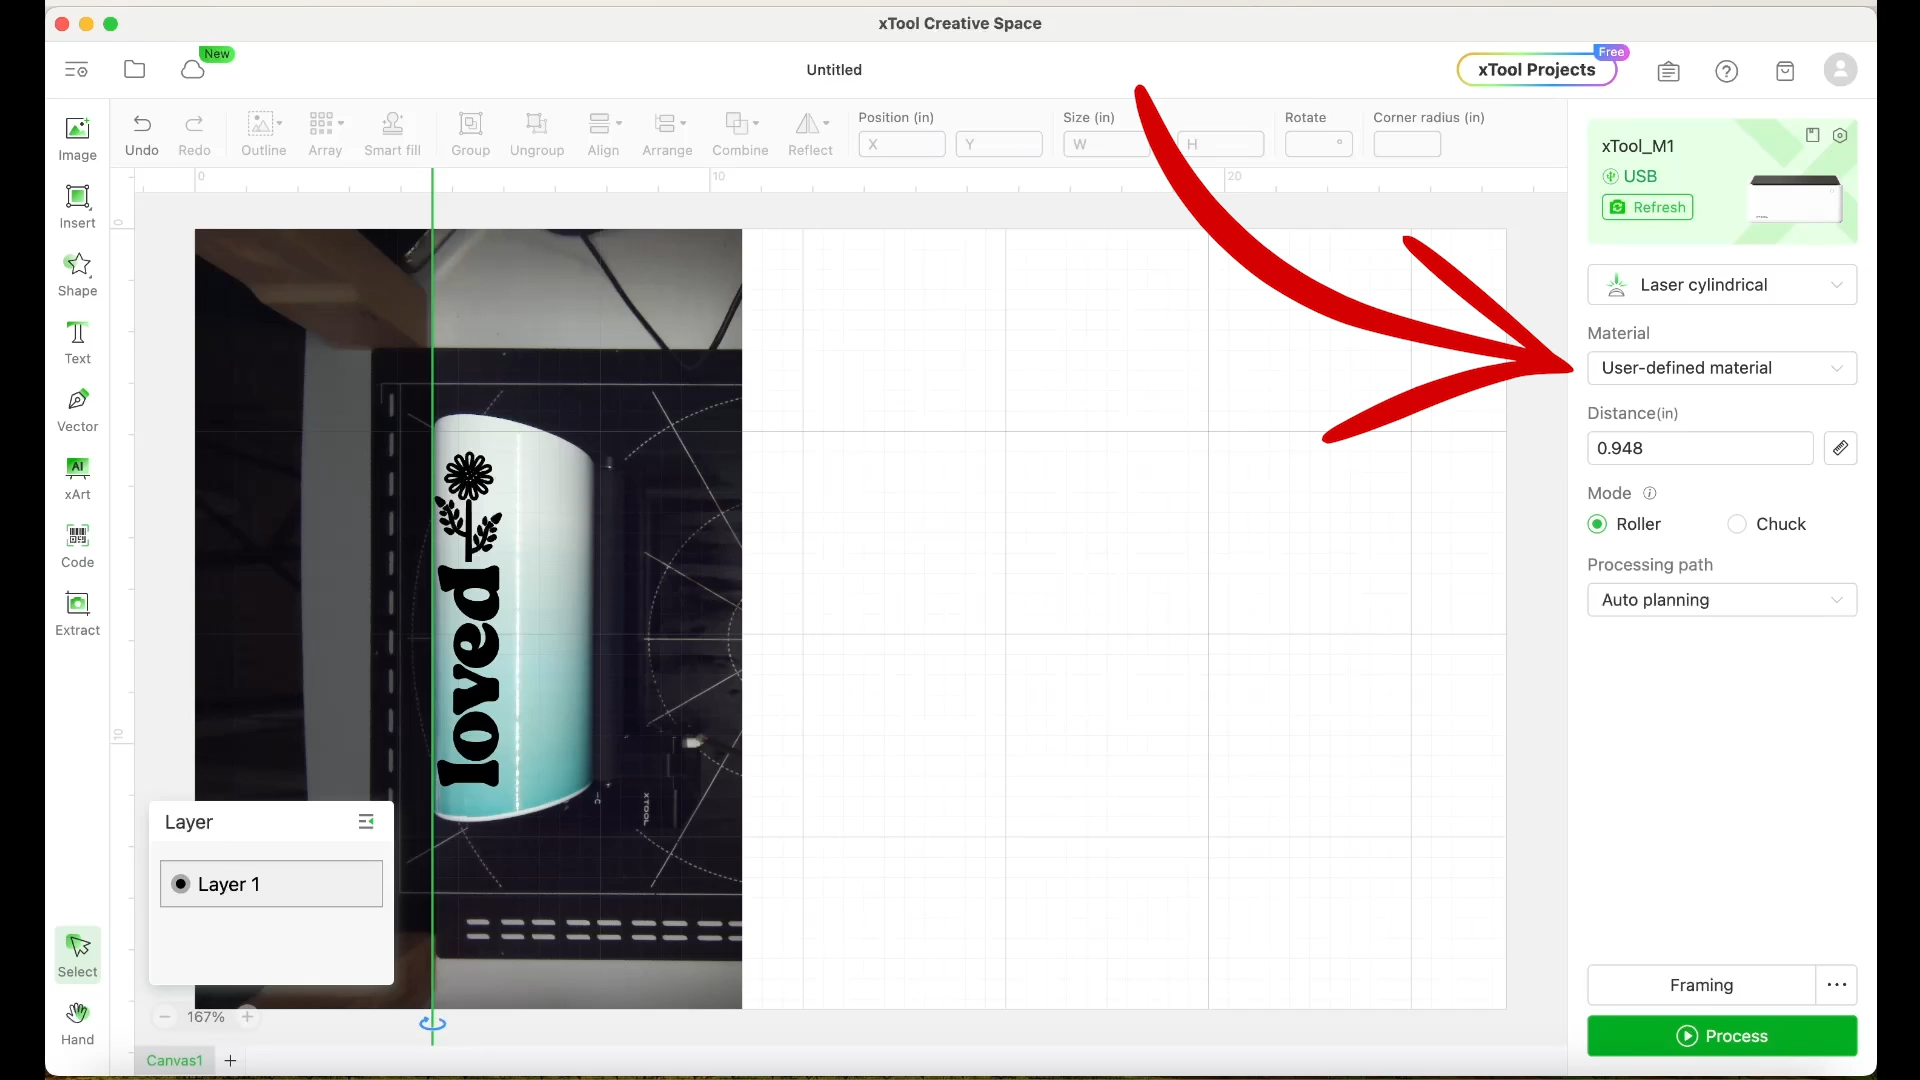 xTool Creative Space
New
Untitled
Free
xTool Projects
Image
Insert
Shape
Text
Vector
AI
xArt
Code
Extract
Select
Hand
Undo
Redo
Outline
Array
Smart fill
Group
Ungroup
Align
Arrange
Combine
Reflect
Position (in)
X
Y
Size (in)
W
H
Rotate
°
Corner radius (in)
0
10
20
0
10
loved
XTOOL
Layer
Layer 1
167%
Canvas1
xTool_M1
USB
Refresh
Laser cylindrical
Material
User-defined material
Distance(in)
0.948
Mode
Roller
Chuck
Processing path
Auto planning
Framing
Process